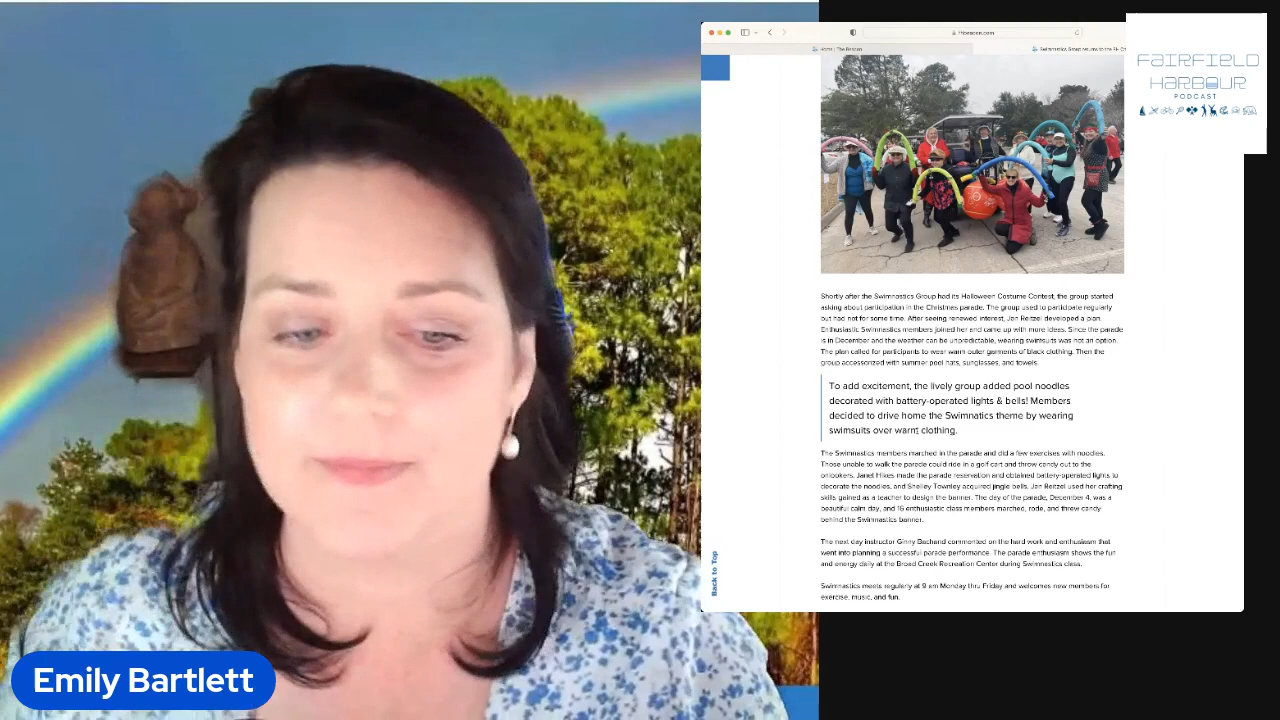 fhbeacon.com
Home | The Beacon
FAIRFIELD
HARBOUR
PODCAST
Shortly after the Swimnastics Group had its Halloween Costume Contest, the group started
asking about participation in the Christmas parade. The group used to participate regularly
but had not for some time. After seeing renewed interest, Jan Reitzel developed a plan.
Enthusiastic Swimnastics members joined her and came up with more ideas. Since the parade
is in December and the weather can be unpredictable, wearing swimsuits was not an option.
The plan called for participants to wear warm outer garments of black clothing. Then the
group accessorized with summer pool hats, sunglasses, and towels.
To add excitement, the lively group added pool noodles
decorated with battery-operated lights & bells! Members
decided to drive home the Swimnatics theme by wearing
swimsuits over warm clothing.
The Swimnastics members marched in the parade and did a few exercises with noodles.
Those unable to walk the parade could ride in a golf cart and throw candy out to the
onlookers. Janet Hikes made the parade reservation and obtained battery-operated lights to
decorate the noodles, and Shelley Townley acquired jingle bells. Jan Reitzel used her crafting
skills gained as a teacher to design the banner. The day of the parade, December 4, was a
beautiful calm day, and 16 enthusiastic class members marched, rode, and threw candy
behind the Swimnastics banner.
The next day instructor Ginny Bachand commented on the hard work and enthusiasm that
went into planning a successful parade performance. The parade enthusiasm shows the fun
and energy daily at the Broad Creek Recreation Center during Swimnastics class.
Swimnastics meets regularly at 9 am Monday thru Friday and welcomes new members for
exercise, music, and fun.
Back to Top
Emily Bartlett